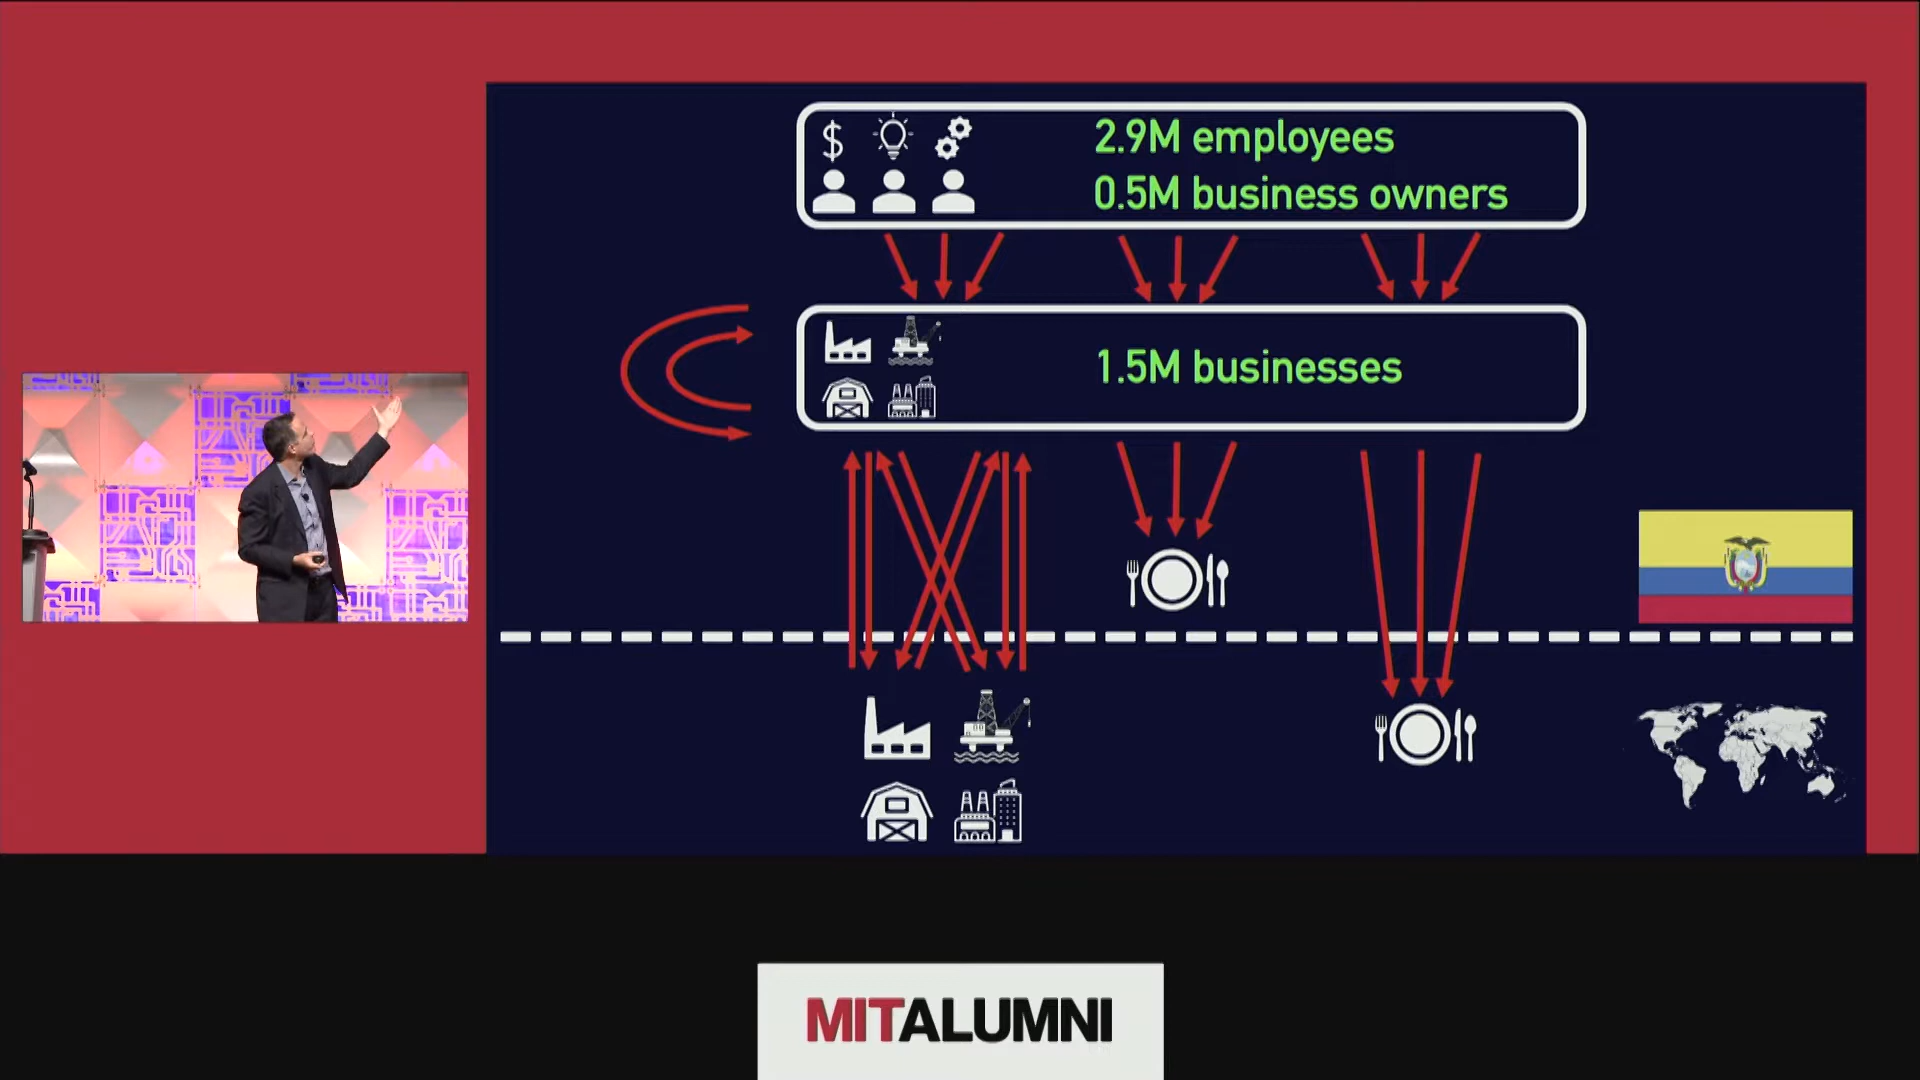 $
2.9M employees
0.5M business owners
1.5M businesses
MITALUMNI